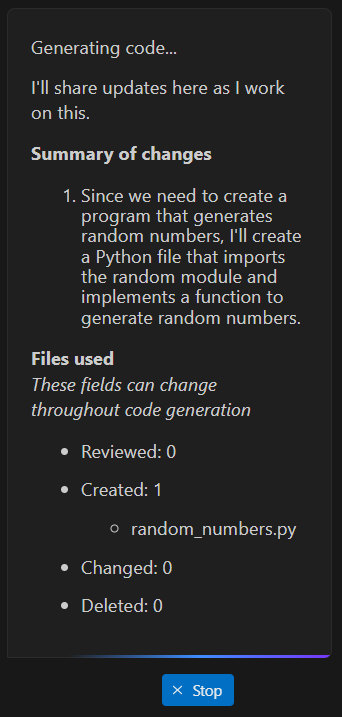 Generating code...
I'll share updates here as I work
on this.
Summary of changes
1. Since we need to create a
program that generates
random numbers, I'll create
a Python file that imports
the random module and
implements a function to
generate random numbers.
Files used
These fields can change
throughout code generation
• Reviewed: 0
• Created: 1
○ random_numbers.py
• Changed: 0
• Deleted: 0
× Stop